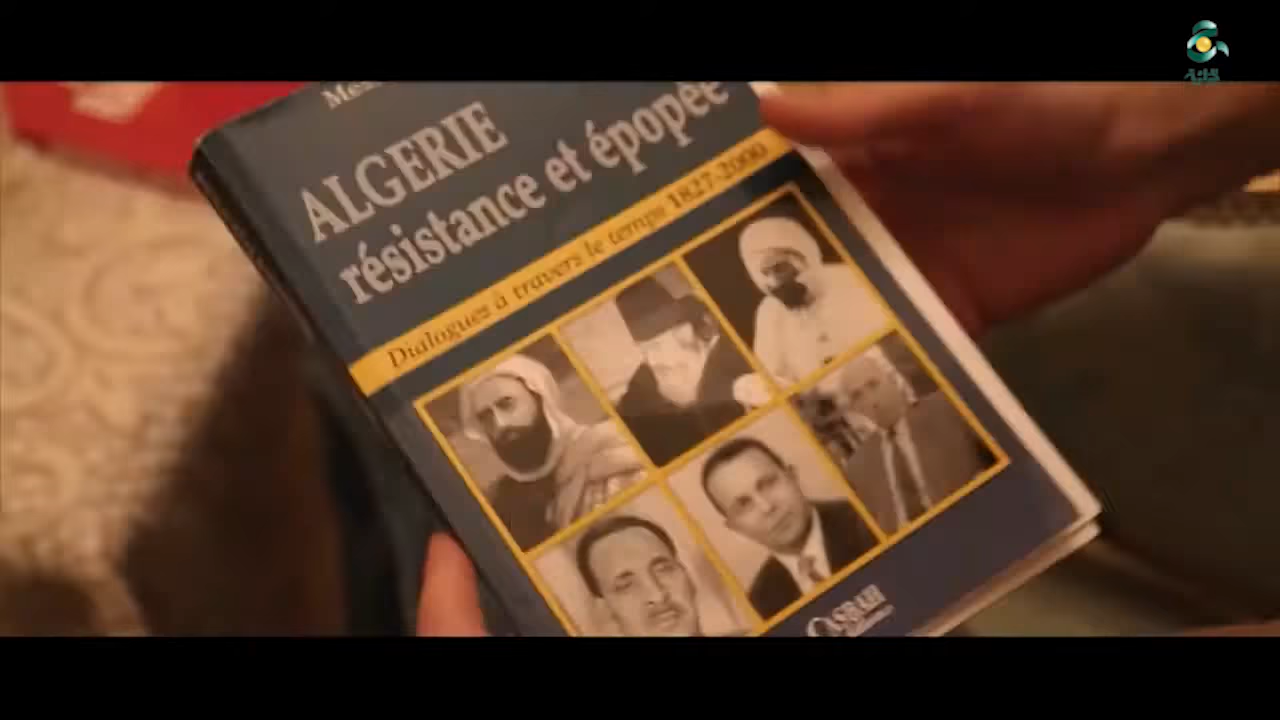 ALGERIE
résistance et épopée
Dialogues à travers le temps 1827-2000